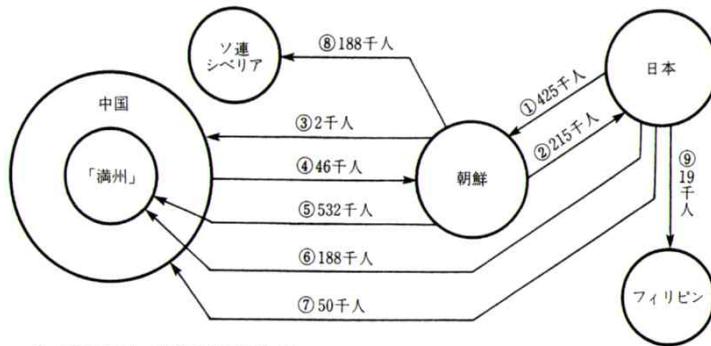 ソ連
シベリア
⑧188千人
日本
中国
①425千人
③2千人
②215千人
「満州」
④46千人
朝鮮
⑨19千人
⑤532千人
⑥188千人
フィリピン
⑦50千人